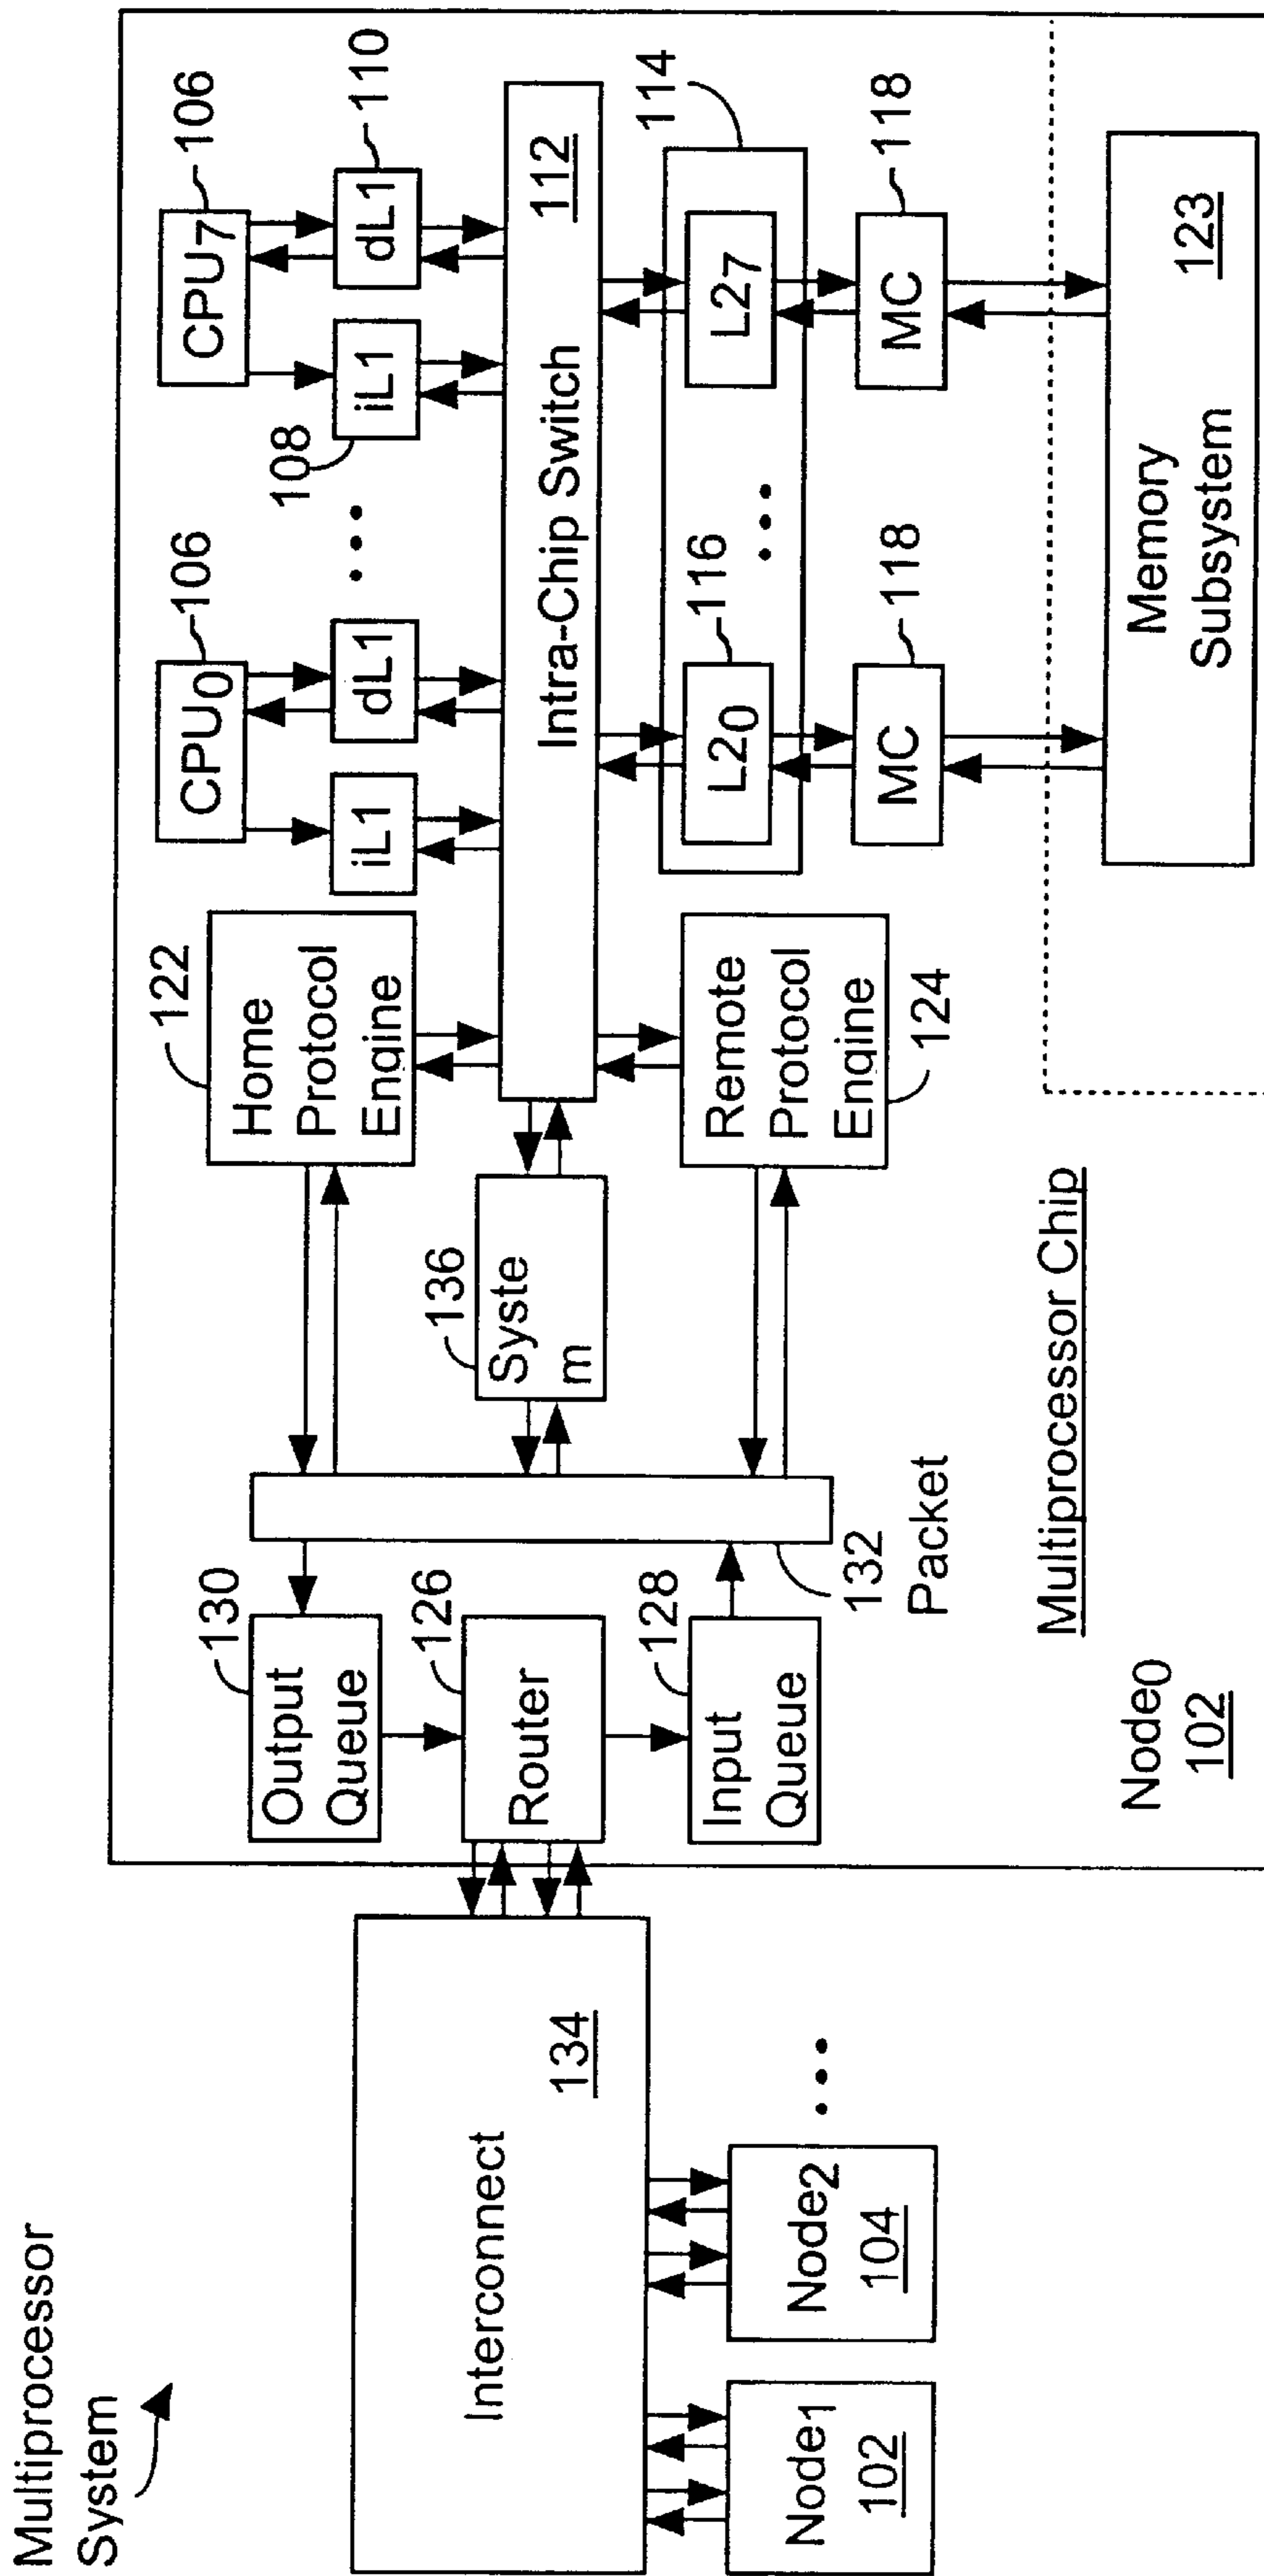 Multiprocessor
System
Interconnect
134
Node1
102
Node2
104
•••
Output
Queue
130
Router
126
Input
Queue
128
132
Packet
Syste
m
136
Home
Protocol
Engine
122
Remote
Protocol
Engine
124
CPU0
106
iL1
dL1
•••
CPU7
106
iL1
108
dL1
110
Intra-Chip Switch
112
114
L20
116
•••
L27
MC
118
MC
118
Memory
Subsystem
123
Multiprocessor Chip
Node0
102